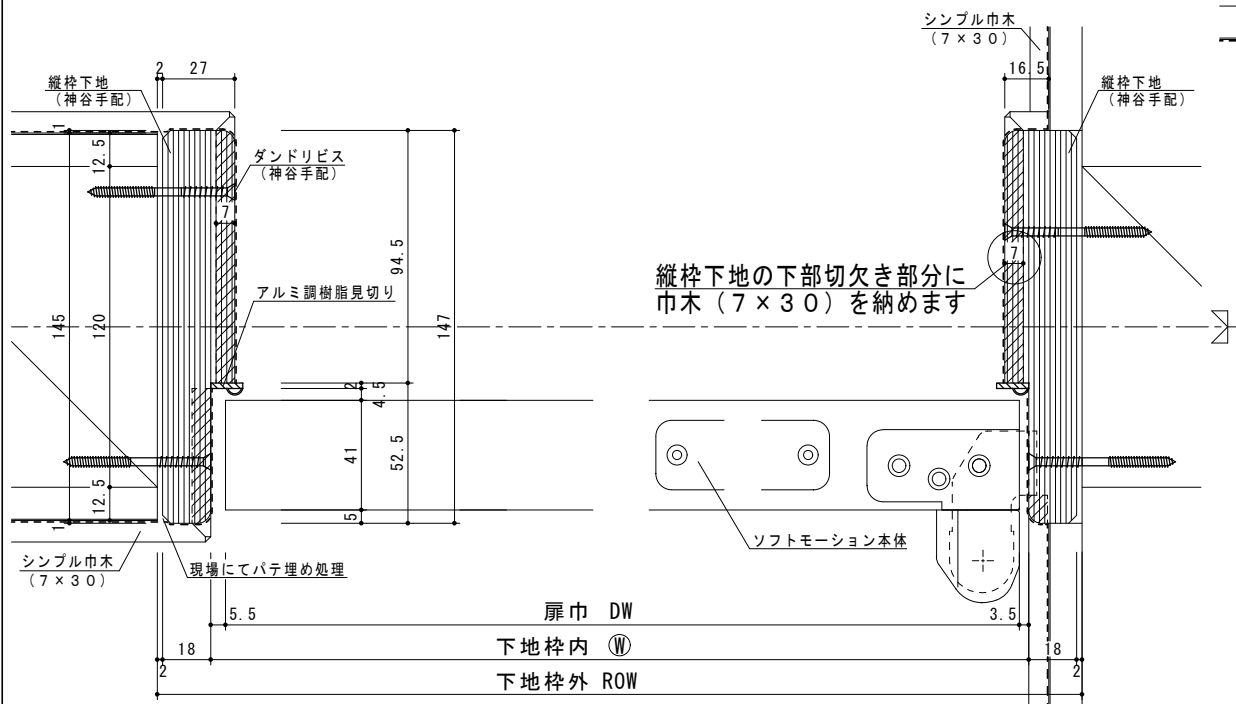 シンプル巾木
（７×３０）
2
27
16.5
縦枠下地
（神谷手配）
縦枠下地
（神谷手配）
1
12.5
ダンドリビス
（神谷手配）
7
94.5
7
縦枠下地の下部切欠き部分に
巾木（７×３０）を納めます
アルミ調樹脂見切り
145
120
147
2
4.5
41
52.5
12.5
1
5
ソフトモーション本体
シンプル巾木
（７×３０）
現場にてパテ埋め処理
5.5
扉巾 DW
3.5
18
下地枠内 Ⓦ
18
2
2
下地枠外 ROW